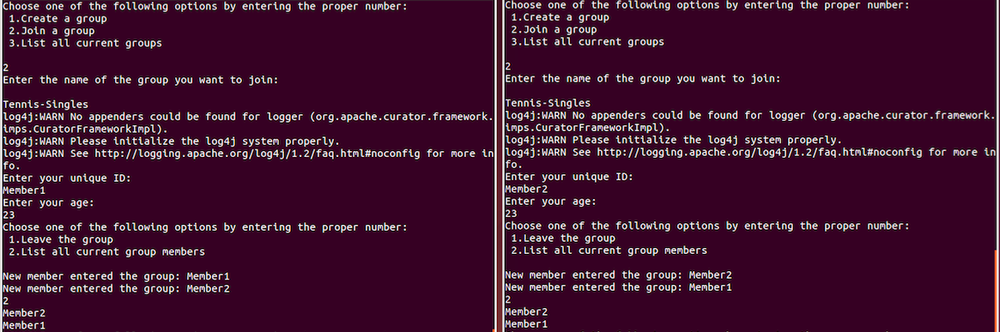 Choose one of the following options by entering the proper number:
1.Create a group
2.Join a group
3.List all current groups
2
Enter the name of the group you want to join:
Tennis-Singles
log4j:WARN No appenders could be found for logger (org.apache.curator.framework.
imps.CuratorFrameworkImpl).
log4j:WARN Please initialize the log4j system properly.
log4j:WARN See http://logging.apache.org/log4j/1.2/faq.html#noconfig for more in
fo.
Enter your unique ID:
Member1
Enter your age:
23
Choose one of the following options by entering the proper number:
1.Leave the group
2.List all current group members
New member entered the group: Member1
New member entered the group: Member2
2
Member2
Member1
Choose one of the following options by entering the proper number:
1.Create a group
2.Join a group
3.List all current groups
2
Enter the name of the group you want to join:
Tennis-Singles
log4j:WARN No appenders could be found for logger (org.apache.curator.framework.
imps.CuratorFrameworkImpl).
log4j:WARN Please initialize the log4j system properly.
log4j:WARN See http://logging.apache.org/log4j/1.2/faq.html#noconfig for more in
fo.
Enter your unique ID:
Member2
Enter your age:
23
Choose one of the following options by entering the proper number:
1.Leave the group
2.List all current group members
New member entered the group: Member2
New member entered the group: Member1
2
Member2
Member1